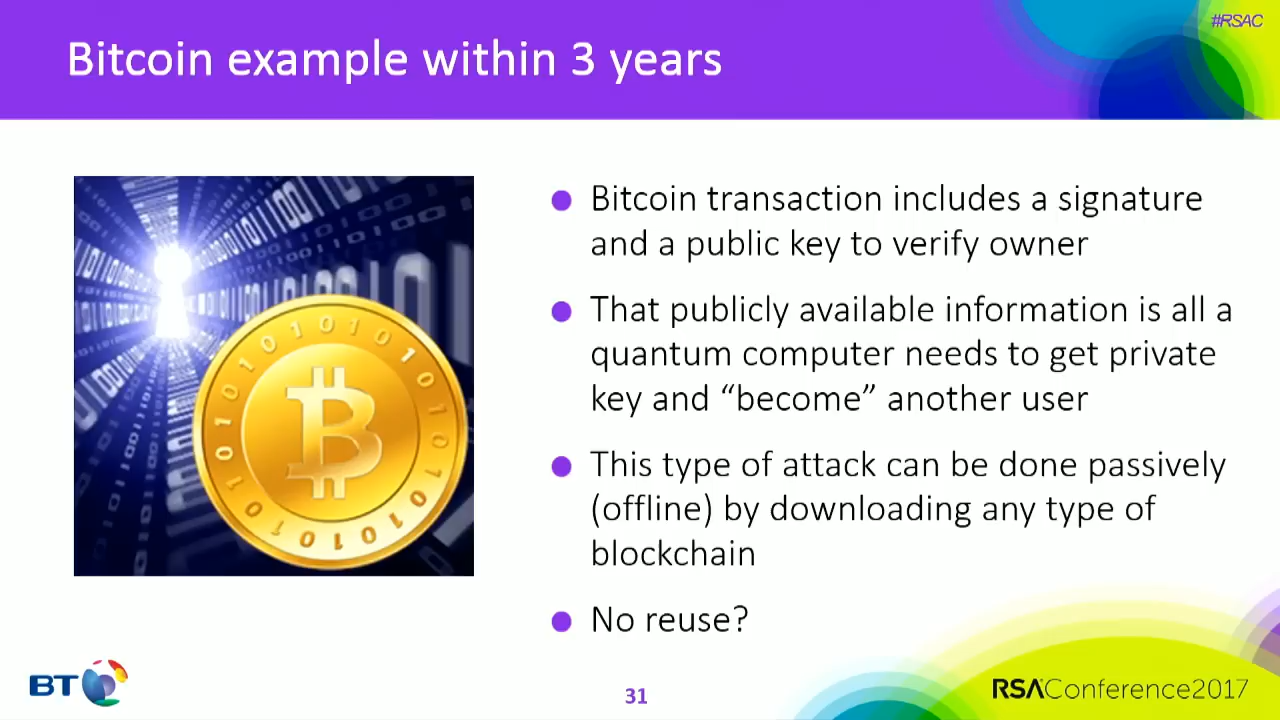 #RSAC
Bitcoin example within 3 years
Bitcoin transaction includes a signature
and a public key to verify owner
That publicly available information is all a
quantum computer needs to get private
key and “become” another user
This type of attack can be done passively
(offline) by downloading any type of
blockchain
No reuse?
BT
31
RSAConference2017